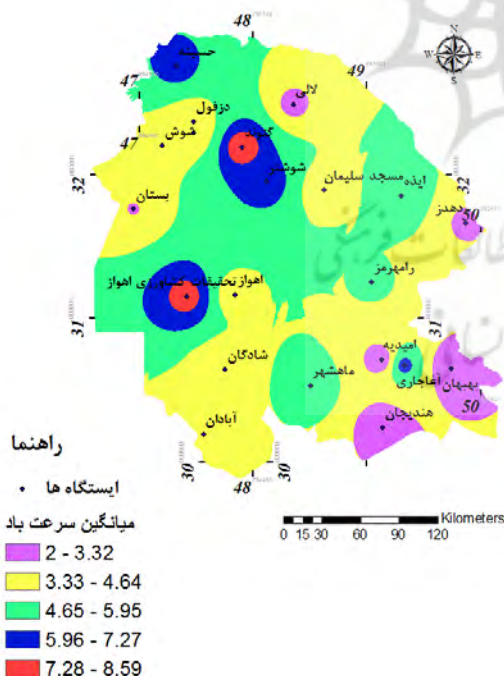 48
N
W E
S
حسینه
47
49
لالی
دزفول
47
گتوند
شوش
32
شوشتر
مسجد سلیمان
ایذه
32
بستان
دهدز
50
رامهرمز
تحقیقات کشاورزی اهواز
اهواز
31
31
امیدیه
شادگان
ماهشهر
آغاجاری
بهبهان
50
هندیجان
آبادان
30
48
30
راهنما
ایستگاه ها
میانگین سرعت باد
2 - 3.32
3.33 - 4.64
4.65 - 5.95
5.96 - 7.27
7.28 - 8.59
Kilometers
0 15 30 60 90 120